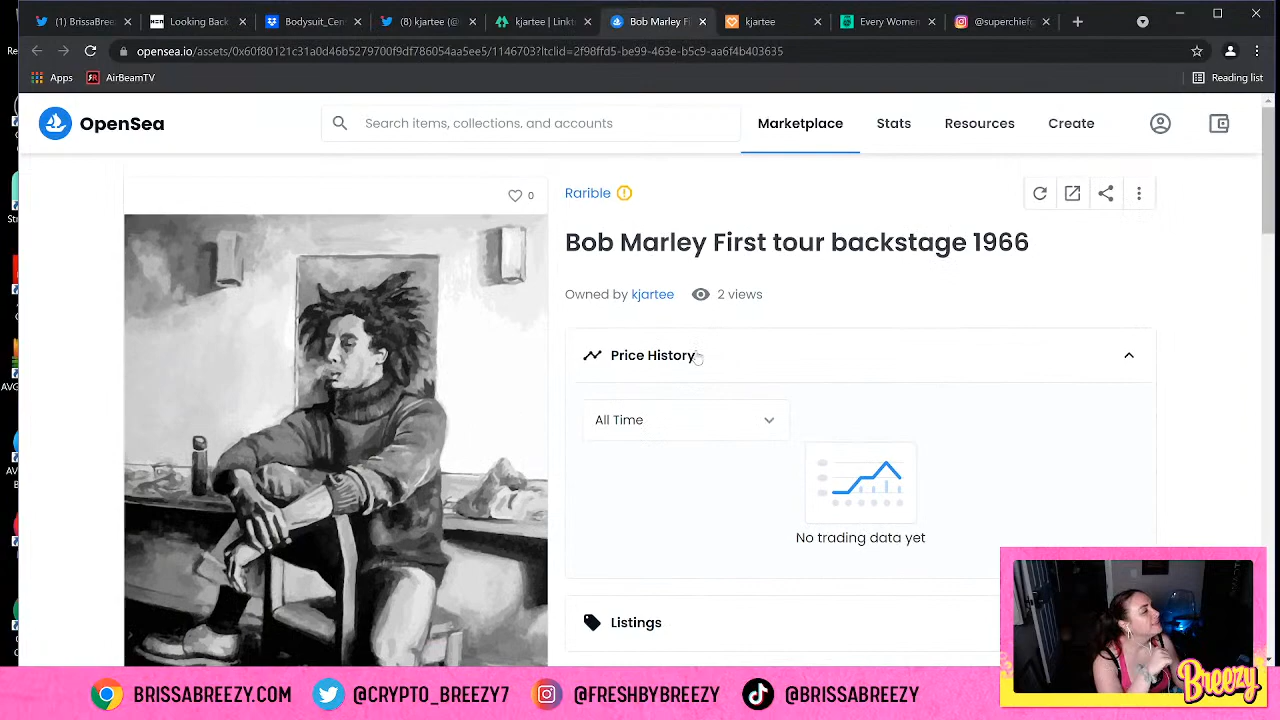 (8) BrissaBree
Looking Back
Bodysuit_Cem
(8) kjartee (@
kjartee | Linkt
Bob Marley Fi
kjartee
Every Women
@superchief
opensea.io/assets/0x60f80121c31a0d46b5279700f9df786054aa5ee5/1146703?ltclid=2f98ffd5-be99-463e-b5c9-aa6f4b403635
Apps
AirBeamTV
Reading list
OpenSea
Search items, collections, and accounts
Marketplace
Stats
Resources
Create
0
Rarible
Bob Marley First tour backstage 1966
Owned by kjartee
2 views
Price History
All Time
No trading data yet
Listings
Breezy
BRISSABREEZY.COM
@CRYPTO_BREEZY7
@FRESHBYBREEZY
@BRISSABREEZY